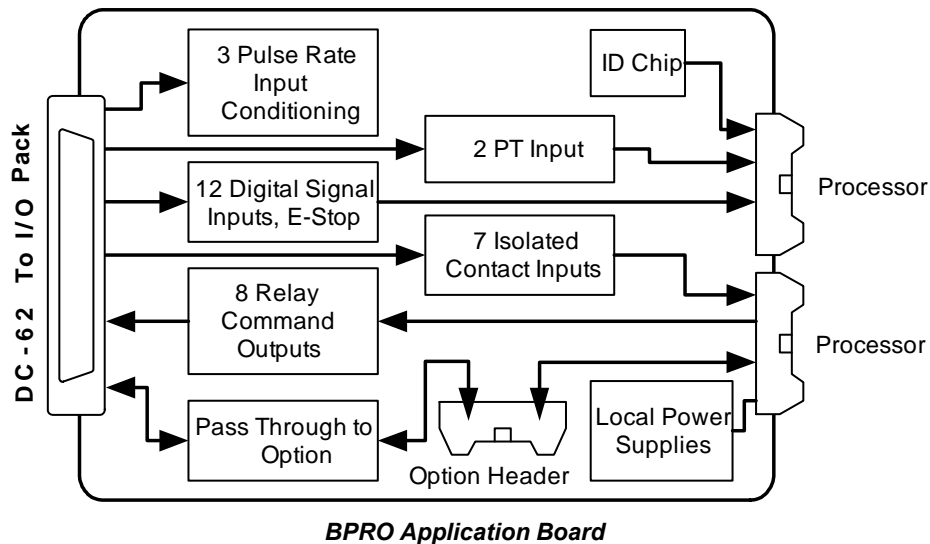 3 Pulse Rate
Input
Conditioning
ID Chip
2 PT Input
12 Digital Signal
Inputs, E-Stop
7 Isolated
Contact Inputs
8 Relay
Command
Outputs
Pass Through to
Option
Option Header
Local Power
Supplies
Processor
Processor
DC-62 To I/O Pack
BPRO Application Board